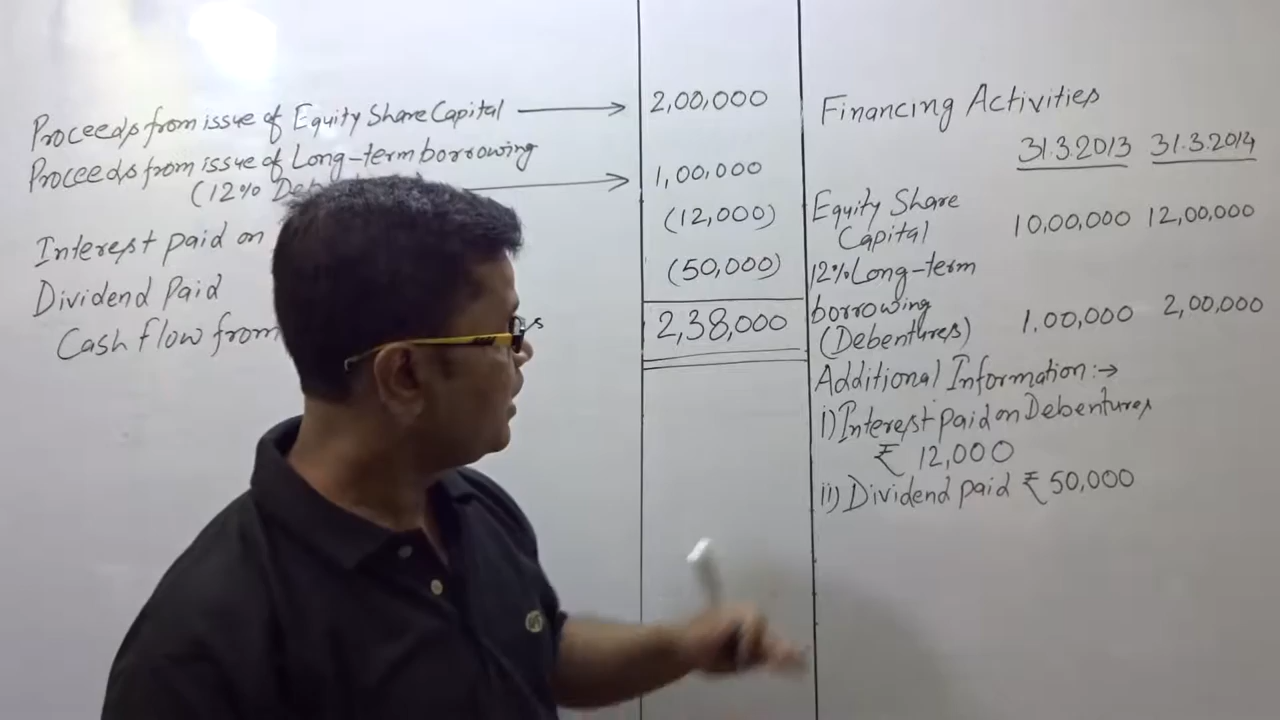 Proceeds from issue of Equity Share Capital → 2,00,000
Proceeds from issue of Long-term borrowing
(12% Deb → 1,00,000
Interest paid on (12,000)
Dividend Paid (50,000)
Cash flow from 2,38,000
Financing Activities
31.3.2013 31.3.2014
Equity Share
Capital 10,00,000 12,00,000
12% Long-term
borrowing
(Debentures) 1,00,000 2,00,000
Additional Information :→
i) Interest paid on Debentures
₹ 12,000
ii) Dividend paid ₹ 50,000